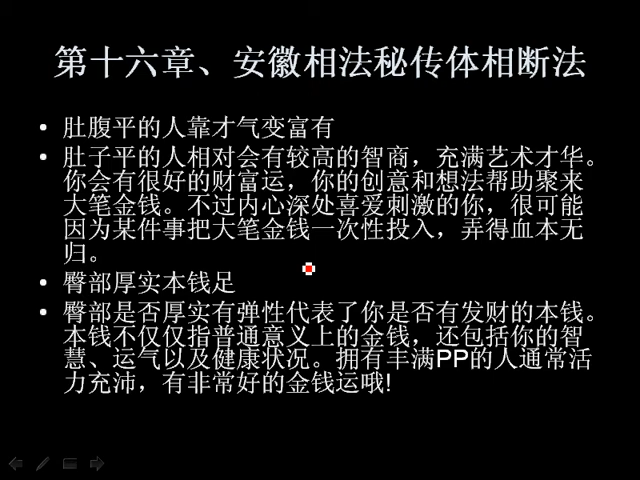 第十六章、安徽相法秘传体相断法
• 肚腹平的人靠才气变富有
• 肚子平的人相对会有较高的智商，充满艺术才华。
你会有很好的财富运，你的创意和想法帮助聚来
大笔金钱。不过内心深处喜爱刺激的你，很可能
因为某件事把大笔金钱一次性投入，弄得血本无
归。
• 臀部厚实本钱足
• 臀部是否厚实有弹性代表了你是否有发财的本钱。
本钱不仅仅指普通意义上的金钱，还包括你的智
慧、运气以及健康状况。拥有丰满PP的人通常活
力充沛，有非常好的金钱运哦!